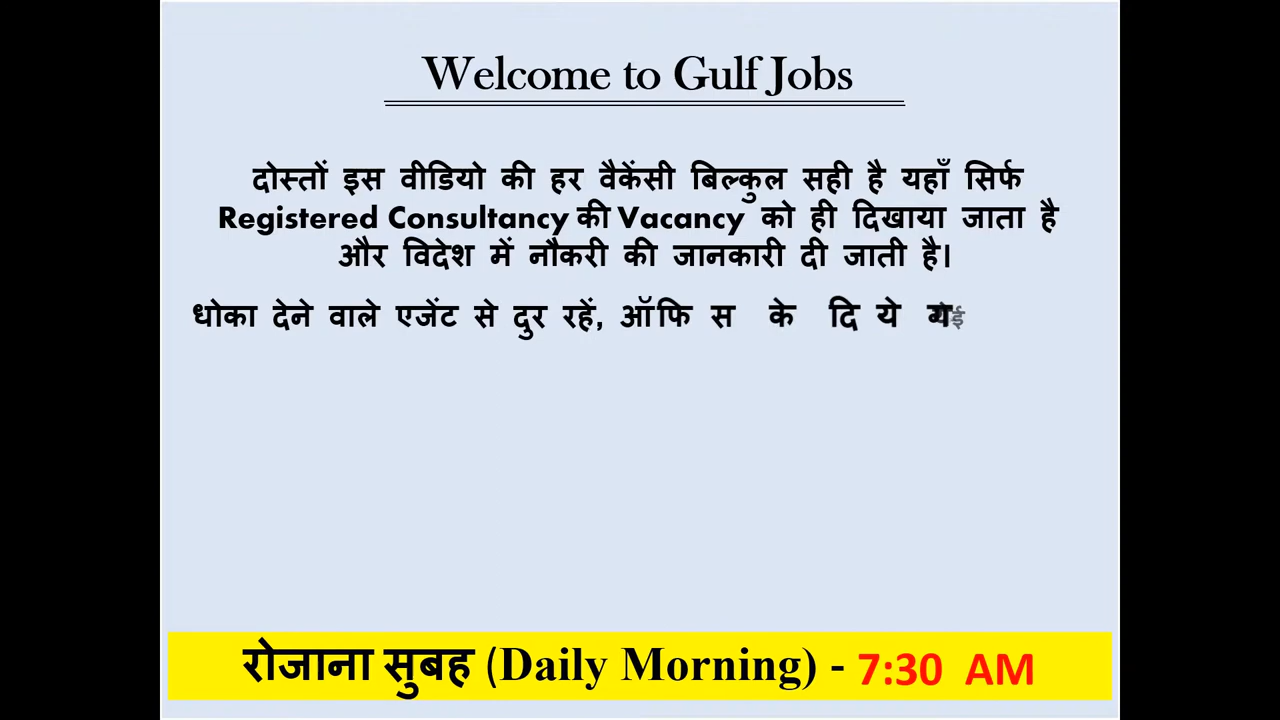 Welcome to Gulf Jobs
दोस्तों इस वीडियो की हर वैकेंसी बिल्कुल सही है यहाँ सिर्फ
Registered Consultancy की Vacancy को ही दिखाया जाता है
और विदेश में नौकरी की जानकारी दी जाती है।
धोका देने वाले एजेंट से दुर रहें, ऑफिस के दिये
रोजाना सुबह (Daily Morning) - 7:30 AM